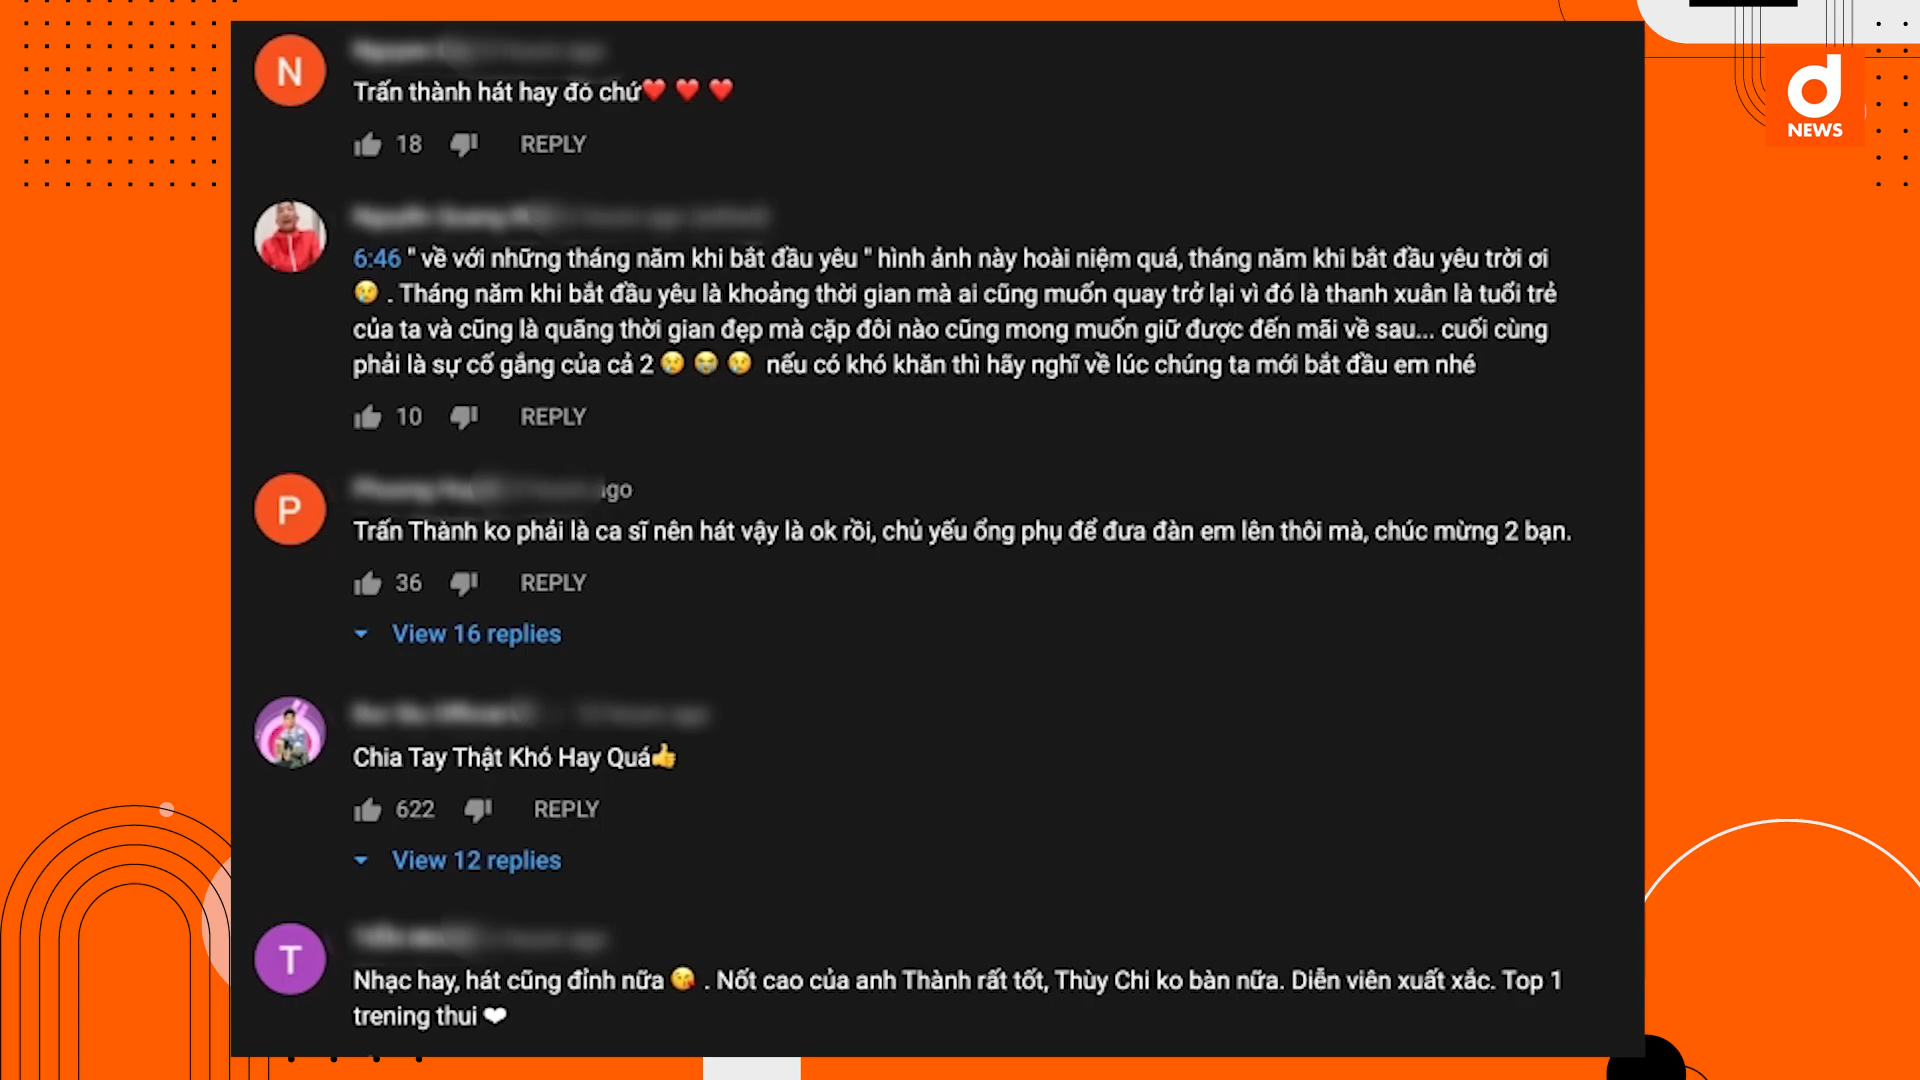 d
NEWS
N
Trấn thành hát hay đó chứ❤️ ❤️ ❤️
18 REPLY
6:46 " về với những tháng năm khi bắt đầu yêu " hình ảnh này hoài niệm quá, tháng năm khi bắt đầu yêu trời ơi
😢 . Tháng năm khi bắt đầu yêu là khoảng thời gian mà ai cũng muốn quay trở lại vì đó là thanh xuân là tuổi trẻ
của ta và cũng là quãng thời gian đẹp mà cặp đôi nào cũng mong muốn giữ được đến mãi về sau... cuối cùng
phải là sự cố gắng của cả 2 😢 😭 😢 nếu có khó khăn thì hãy nghĩ về lúc chúng ta mới bắt đầu em nhé
10 REPLY
P
ago
Trấn Thành ko phải là ca sĩ nên hát vậy là ok rồi, chủ yếu ổng phụ để đưa đàn em lên thôi mà, chúc mừng 2 bạn.
36 REPLY
View 16 replies
Chia Tay Thật Khó Hay Quá👍
622 REPLY
View 12 replies
T
Nhạc hay, hát cũng đỉnh nữa 😘 . Nốt cao của anh Thành rất tốt, Thùy Chi ko bàn nữa. Diễn viên xuất xắc. Top 1
trening thui ❤